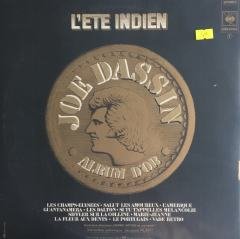 L'ETE INDIEN
JOE DASSIN
ALBUM D'OR
LES CHAMPS-ELYSEES - SALUT LES AMOUREUX - L'AMERIQUE
GUANTANAMERA - LES DALTON - SI TU T'APPELLES MELANCOLIE
SIFFLER SUR LA COLLINE - MARIE-JEANNE
LA FLEUR AUX DENTS - LE PORTUGAIS - VADE RETRO